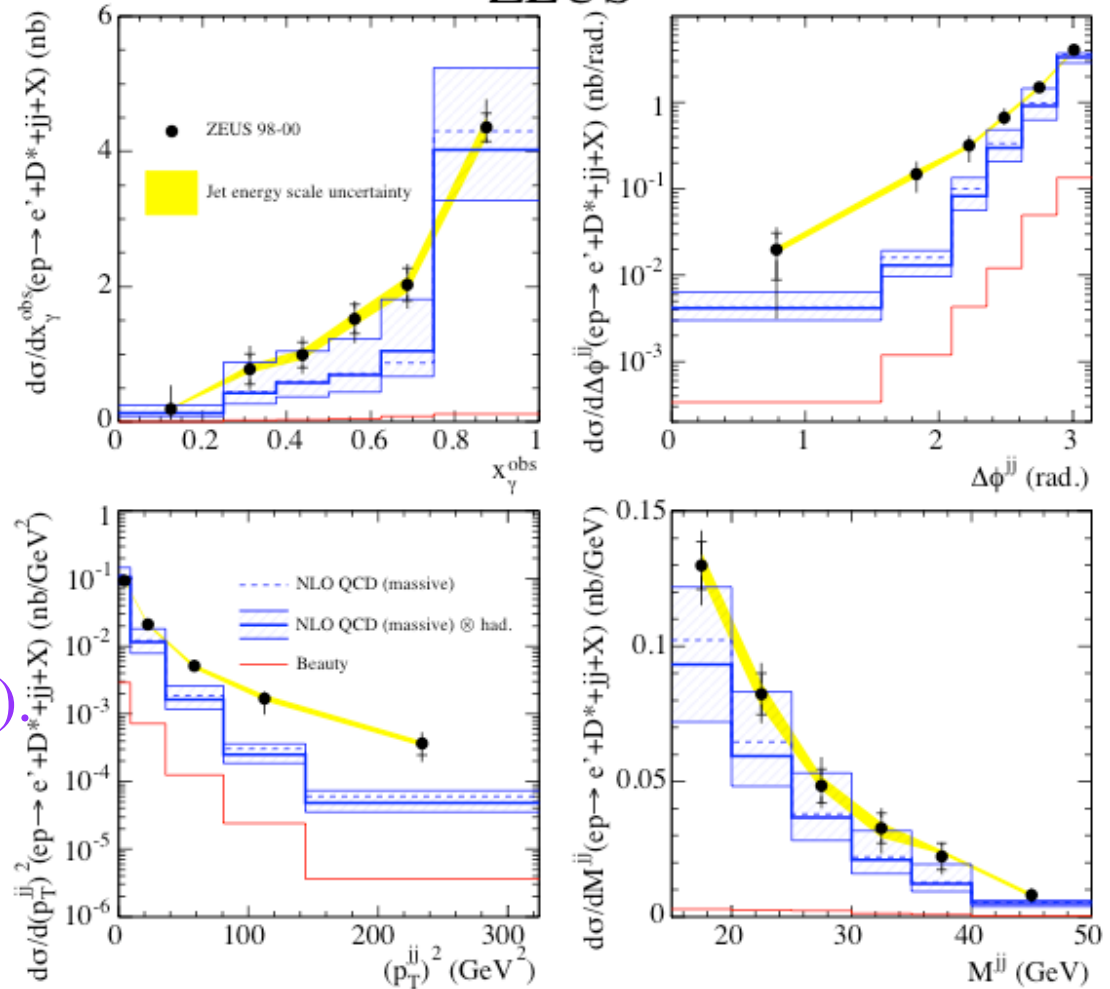 ZEUS
dσ/dx_γ^obs(ep→ e'+D*+jj+X) (nb)
6
4
2
0
ZEUS 98-00
Jet energy scale uncertainty
0 0.2 0.4 0.6 0.8 1
x_γ^obs
dσ/dΔϕ^jj(ep→ e'+D*+jj+X) (nb/rad.)
1
10^-1
10^-2
10^-3
0 1 2 3
Δϕ^jj (rad.)
dσ/d(p_T^jj)^2(ep→ e'+D*+jj+X) (nb/GeV^2)
1
10^-1
10^-2
10^-3
10^-4
10^-5
10^-6
NLO QCD (massive)
NLO QCD (massive) ⊗ had.
Beauty
0 100 200 300
(p_T^jj)^2 (GeV^2)
).
dσ/dM^jj(ep→ e'+D*+jj+X) (nb/GeV)
0.15
0.1
0.05
0
20 30 40 50
M^jj (GeV)